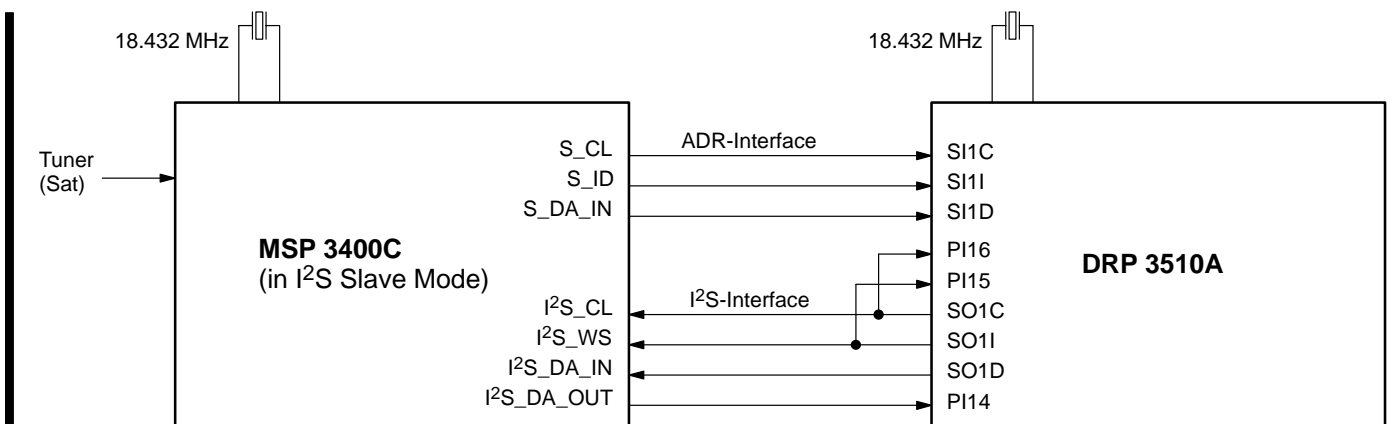 18.432 MHz
18.432 MHz
Tuner
(Sat)
MSP 3400C
(in I2S Slave Mode)
S_CL
S_ID
S_DA_IN
I2S_CL
I2S_WS
I2S_DA_IN
I2S_DA_OUT
ADR-Interface
I2S-Interface
SI1C
SI1I
SI1D
PI16
PI15
SO1C
SO1I
SO1D
PI14
DRP 3510A